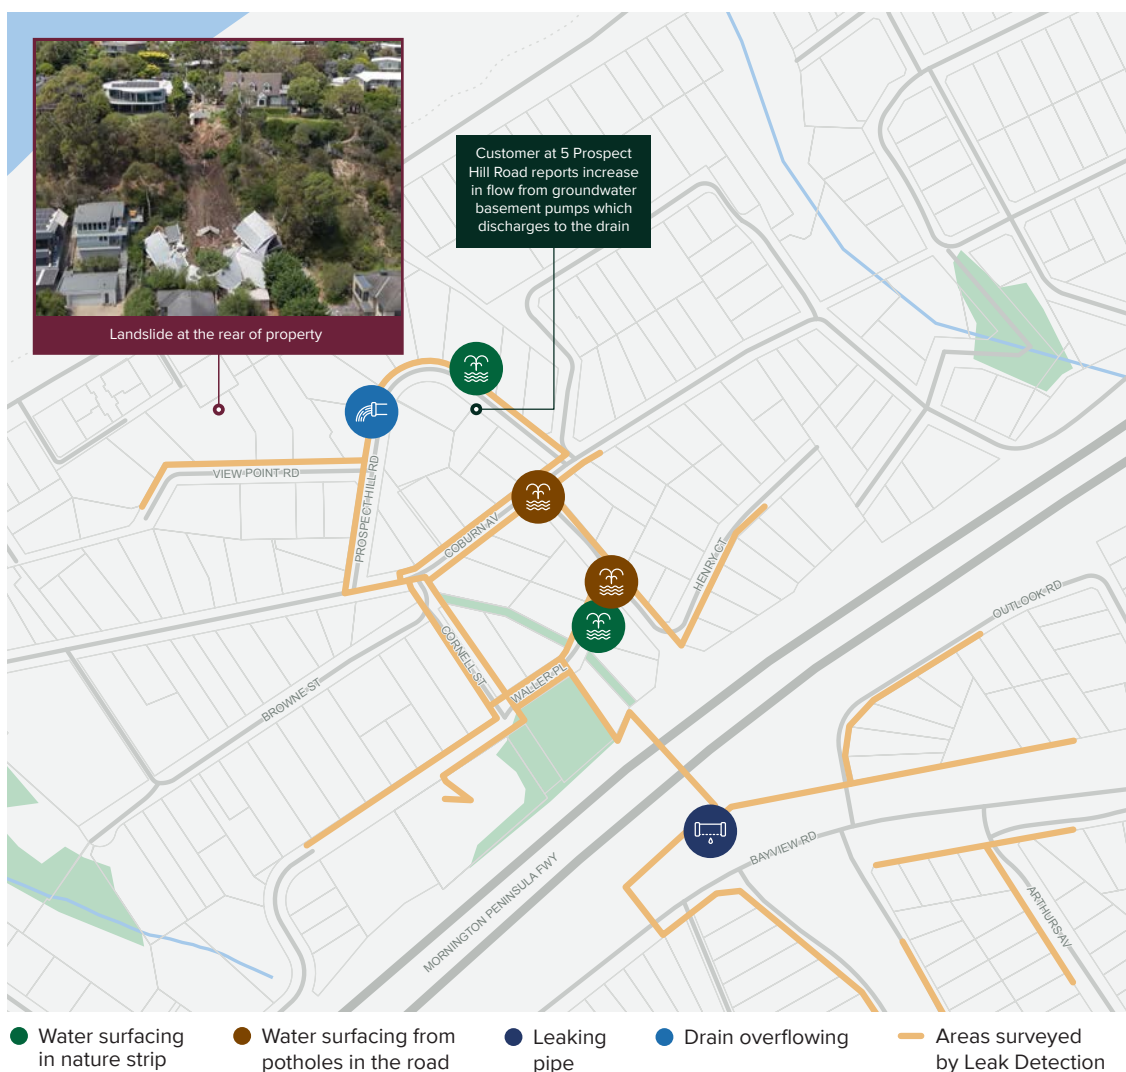 Customer at 5 Prospect
Hill Road reports increase
in flow from groundwater
basement pumps which
discharges to the drain
Landslide at the rear of property
VIEW POINT RD
PROSPECT HILL RD
COBURN AV
HENRY CT
OUTLOOK RD
CORNELL ST
WALLER PL
BROWNE ST
BAYVIEW RD
MORNINGTON PENINSULA FWY
ARTHURS AV
Water surfacing
in nature strip
Water surfacing from
potholes in the road
Leaking
pipe
Drain overflowing
Areas surveyed
by Leak Detection